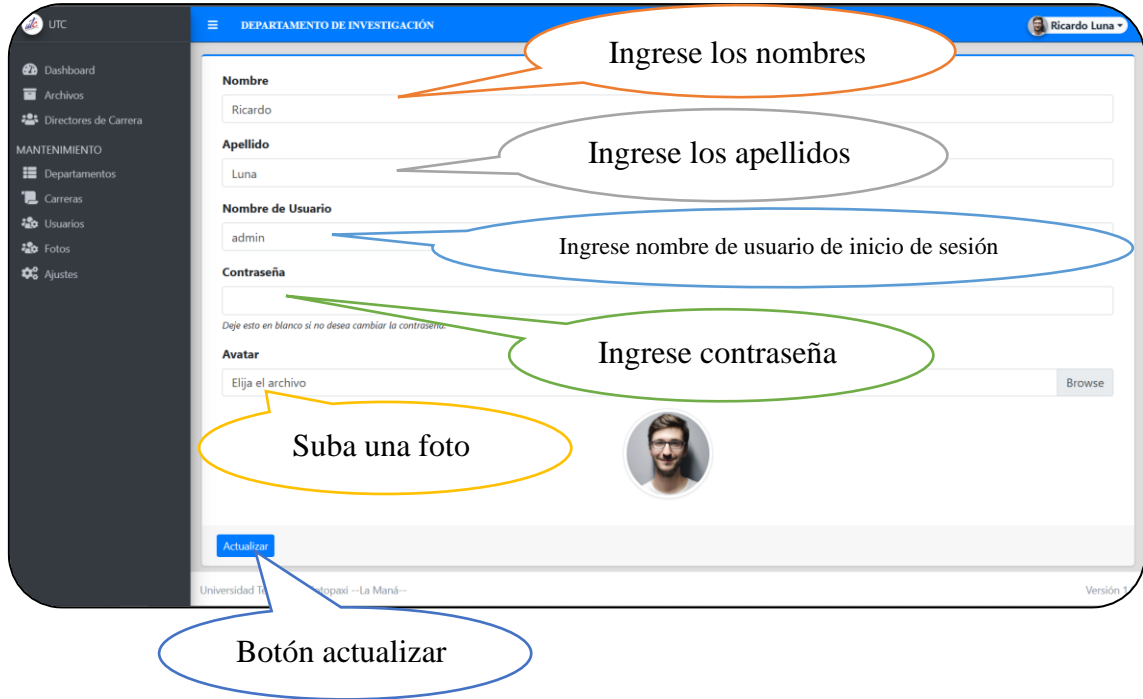 UTC
DEPARTAMENTO DE INVESTIGACIÓN
Ricardo Luna
Dashboard
Archivos
Directores de Carrera
MANTENIMIENTO
Departamentos
Carreras
Usuarios
Fotos
Ajustes
Nombre
Ricardo
Ingrese los nombres
Apellido
Luna
Ingrese los apellidos
Nombre de Usuario
admin
Ingrese nombre de usuario de inicio de sesión
Contraseña
Deje esto en blanco si no desea cambiar la contraseña.
Ingrese contraseña
Avatar
Elija el archivo
Browse
Suba una foto
Actualizar
Universidad --La Maná--
Versión 1
Botón actualizar